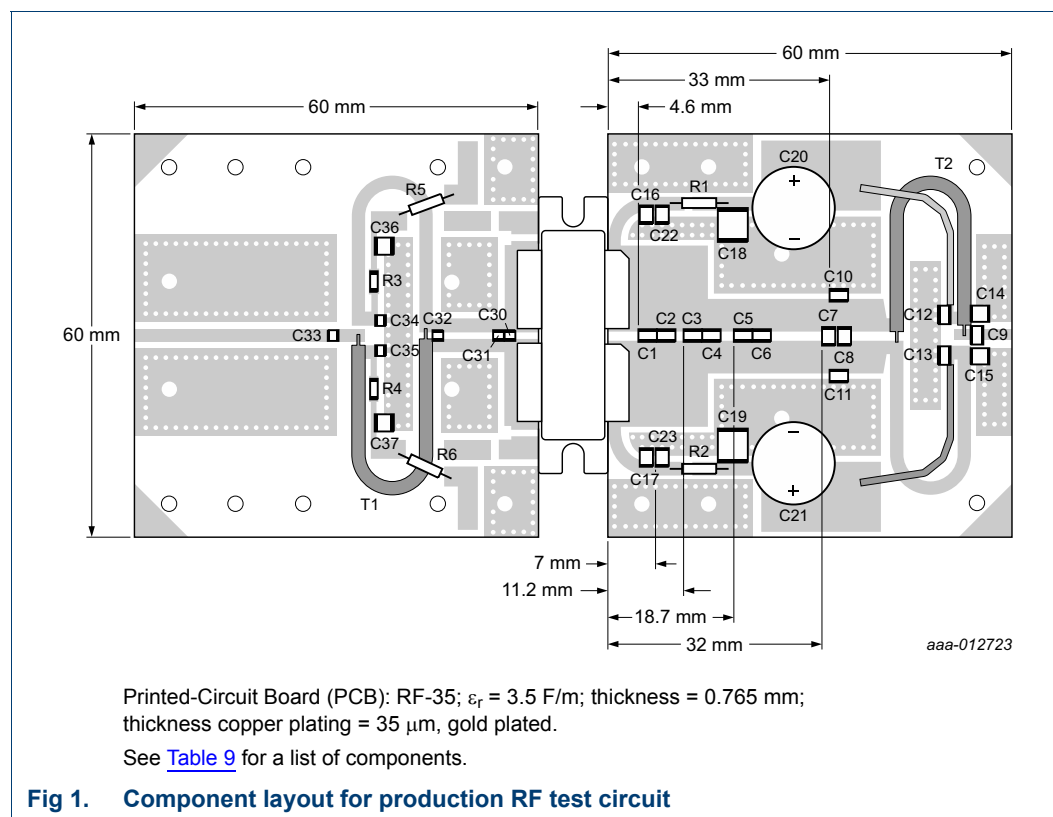 60 mm
33 mm
60 mm
4.6 mm
C20
T2
R5
C16
R1
+
C36
C22
C18
−
R3
C10
C14
C34
C12
C33
C32
C30
C2
C3
C5
C7
C9
60 mm
C31
C1
C4
C6
C8
C35
C13
C15
R4
C11
C19
C37
C23
R2
−
R6
C17
+
T1
C21
7 mm
11.2 mm
18.7 mm
32 mm
aaa-012723
Printed-Circuit Board (PCB): RF-35; εr = 3.5 F/m; thickness = 0.765 mm;
thickness copper plating = 35 μm, gold plated.
See Table 9 for a list of components.
Fig 1. Component layout for production RF test circuit